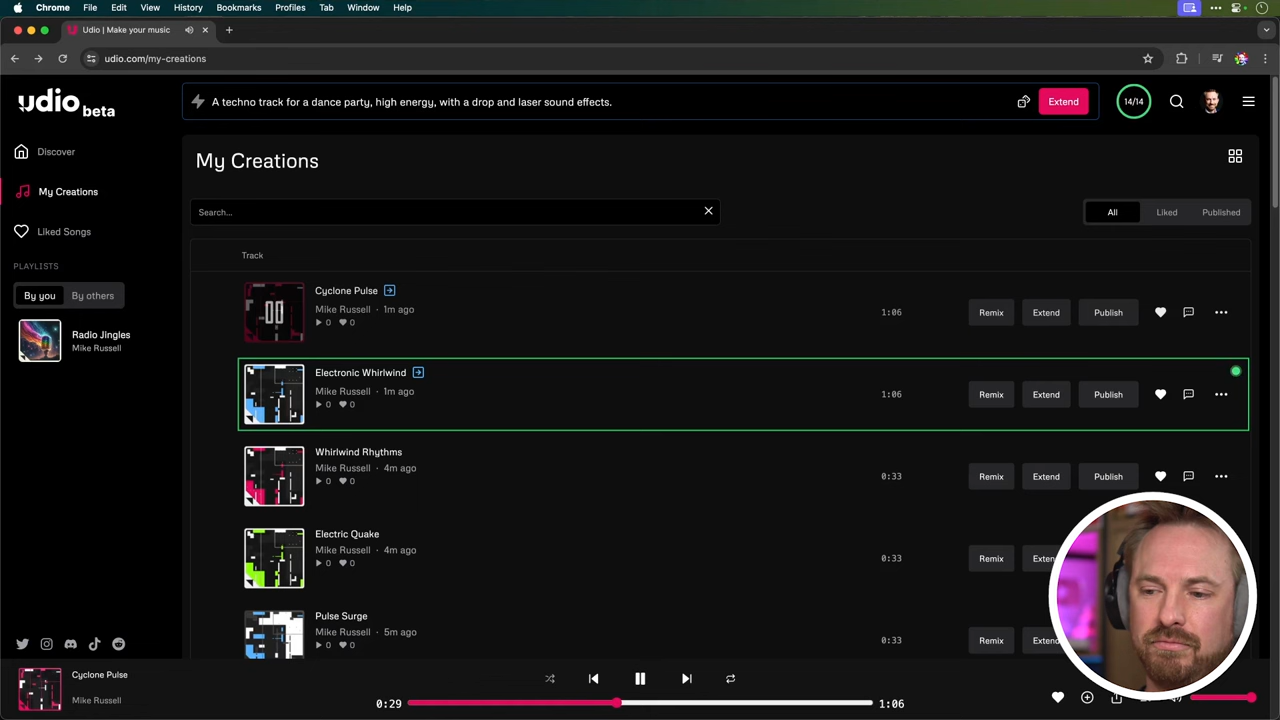 Chrome File Edit View History Bookmarks Profiles Tab Window Help
Udio | Make your music
udio.com/my-creations
udio beta
A techno track for a dance party, high energy, with a drop and laser sound effects.
Extend
14/14
Discover
My Creations
Liked Songs
PLAYLISTS
By you By others
Radio Jingles
Mike Russell
My Creations
Search...
All Liked Published
Track
Cyclone Pulse
Mike Russell · 1m ago
0 0
1:06 Remix Extend Publish
Electronic Whirlwind
Mike Russell · 1m ago
0 0
1:06 Remix Extend Publish
Whirlwind Rhythms
Mike Russell · 4m ago
0 0
0:33 Remix Extend Publish
Electric Quake
Mike Russell · 4m ago
0 0
0:33 Remix
Pulse Surge
Mike Russell · 5m ago
0 0
0:33 Remix
Cyclone Pulse
Mike Russell
0:29 1:06